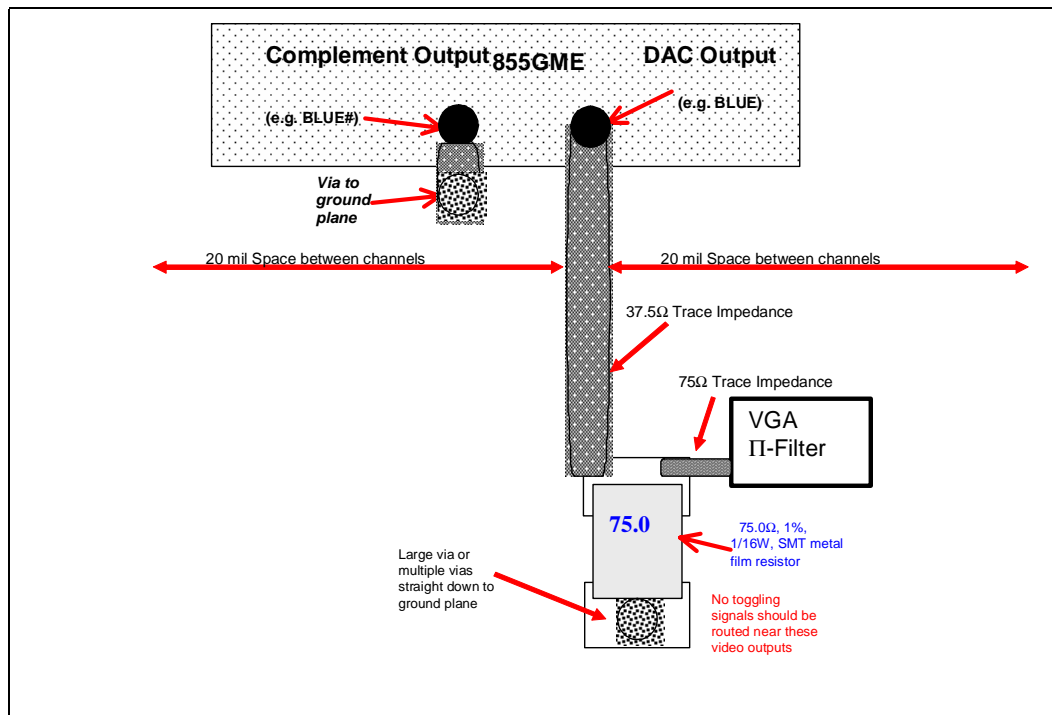 Complement Output
855GME
DAC Output
(e.g. BLUE#)
(e.g. BLUE)
Via to
ground
plane
20 mil Space between channels
20 mil Space between channels
37.5Ω Trace Impedance
75Ω Trace Impedance
VGA
Π-Filter
75.0
75.0Ω, 1%,
1/16W, SMT metal
film resistor
Large via or
multiple vias
straight down to
ground plane
No toggling
signals should be
routed near these
video outputs